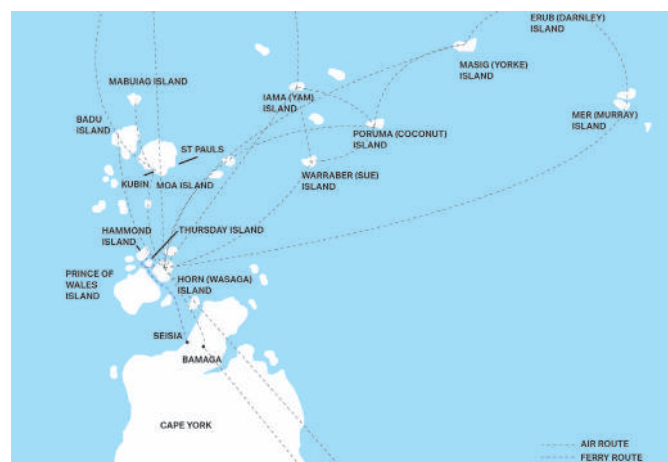 ERUB (DARNLEY)
ISLAND
MASIG (YORKE)
ISLAND
MABUIAG ISLAND
IAMA (YAM)
ISLAND
MER (MURRAY)
ISLAND
BADU
ISLAND
PORUMA (COCONUT)
ISLAND
ST PAULS
WARRABER (SUE)
ISLAND
KUBIN
MOA ISLAND
HAMMOND
ISLAND
THURSDAY ISLAND
PRINCE OF
WALES
ISLAND
HORN (WASAGA)
ISLAND
SEISIA
BAMAGA
CAPE YORK
AIR ROUTE
FERRY ROUTE